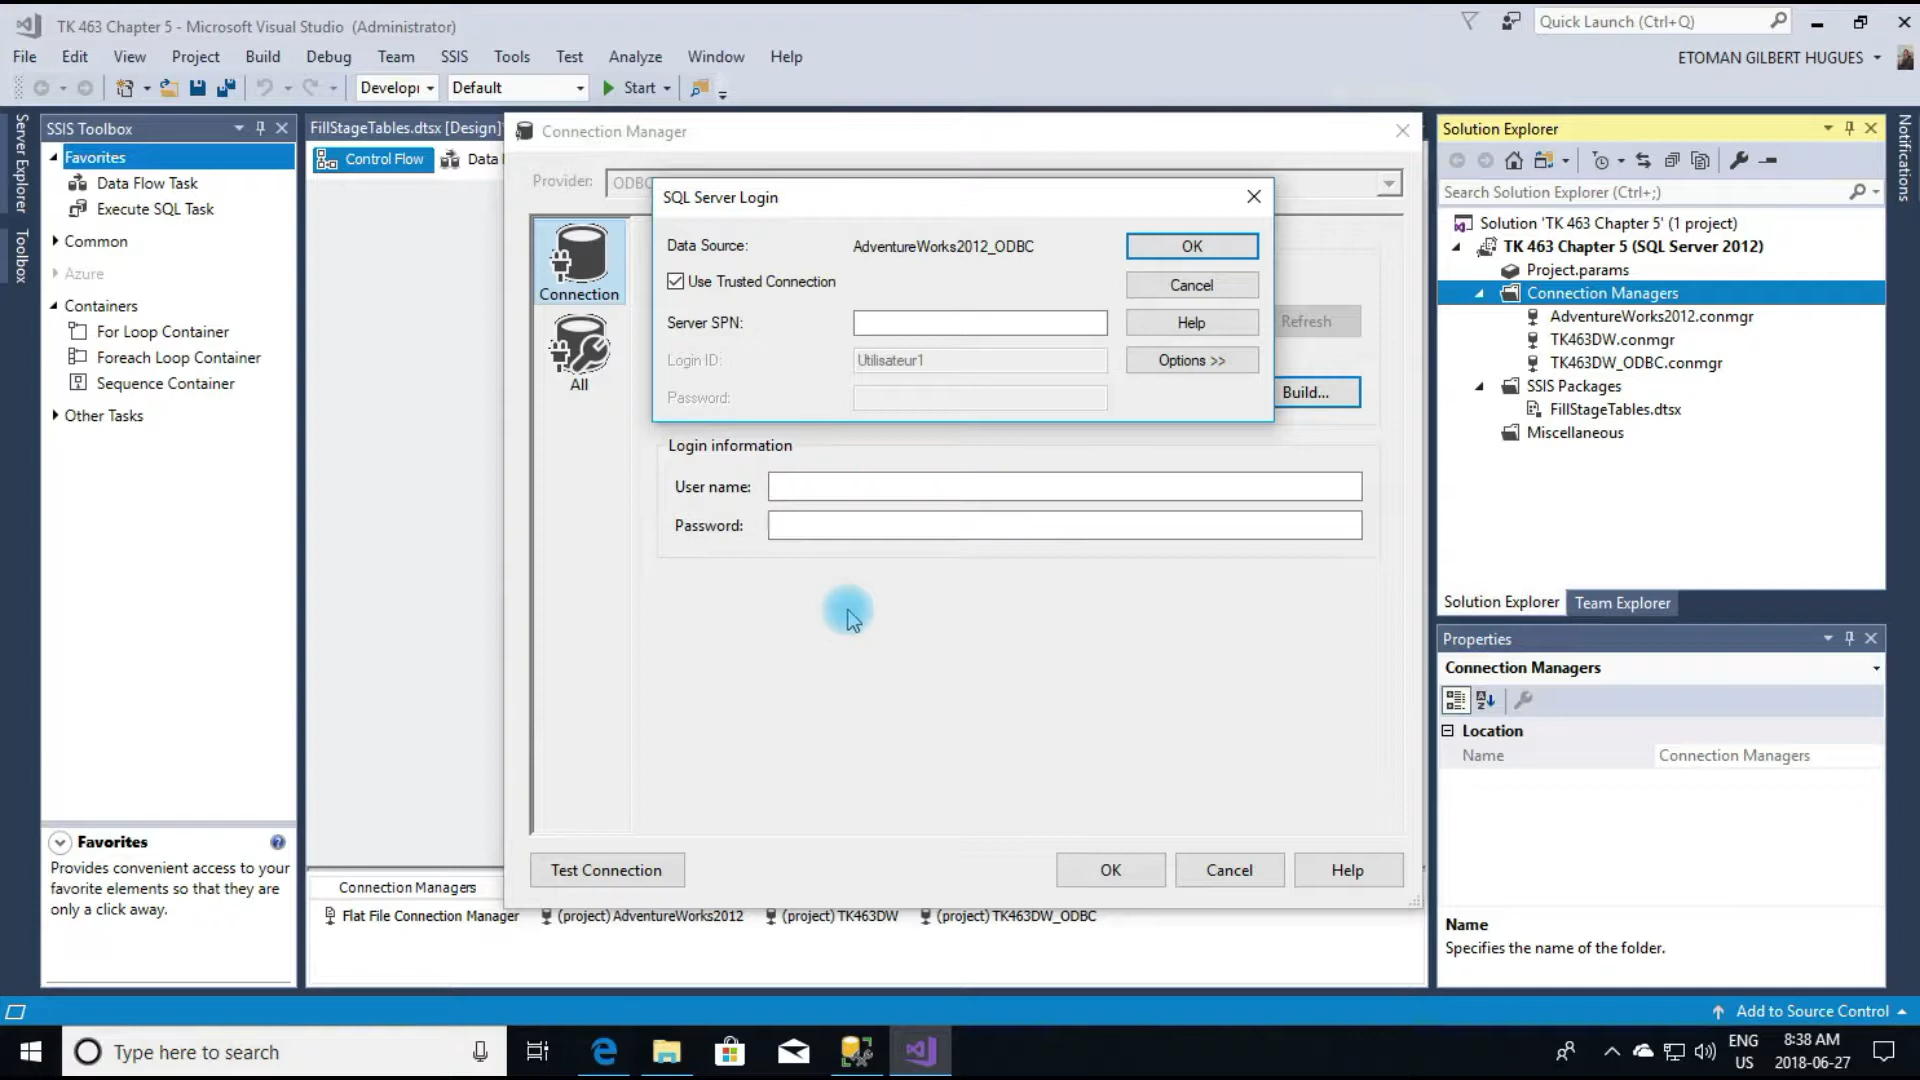 TK 463 Chapter 5 - Microsoft Visual Studio (Administrator)
Quick Launch (Ctrl+Q)
File Edit View Project Build Debug Team SSIS Tools Test Analyze Window Help
ETOMAN GILBERT HUGUES
Default
Start
Server Explorer
Toolbox
SSIS Toolbox
Favorites
Data Flow Task
Execute SQL Task
Common
Azure
Containers
For Loop Container
Foreach Loop Container
Sequence Container
Other Tasks
Favorites
Provides convenient access to your
favorite elements so that they are
only a click away.
FillStageTables.dtsx [Design]
Control Flow
Data
Connection Manager
Provider:
Connection
All
SQL Server Login
Data Source: AdventureWorks2012_ODBC
OK
Use Trusted Connection
Cancel
Server SPN:
Help
Login ID: Utilisateur1
Options >>
Password:
Refresh
Build...
Login information
User name:
Password:
Test Connection
OK
Cancel
Help
Connection Managers
Flat File Connection Manager
(project) AdventureWorks2012
(project) TK463DW
(project) TK463DW_ODBC
Solution Explorer
Search Solution Explorer (Ctrl+;)
Solution 'TK 463 Chapter 5' (1 project)
TK 463 Chapter 5 (SQL Server 2012)
Project.params
Connection Managers
AdventureWorks2012.conmgr
TK463DW.conmgr
TK463DW_ODBC.conmgr
SSIS Packages
FillStageTables.dtsx
Miscellaneous
Solution Explorer
Team Explorer
Notifications
Properties
Connection Managers
Location
Name Connection Managers
Name
Specifies the name of the folder.
Add to Source Control
Type here to search
ENG
US
8:38 AM
2018-06-27